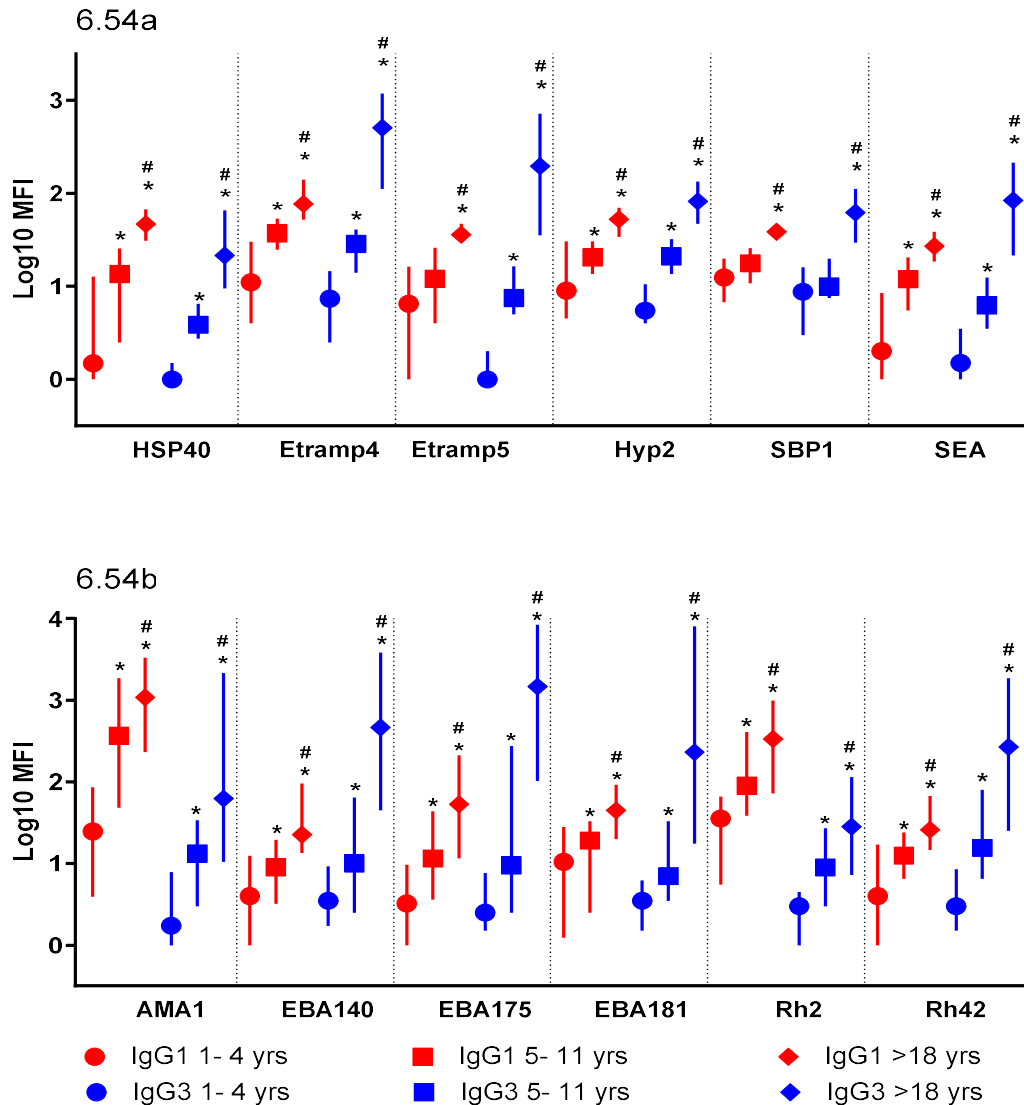 6.54a
# * # * # * # * # * # * # * # * # * # * # * # *
* * * * * * * * *
Log10 MFI
3
2
1
0
HSP40 Etramp4 Etramp5 Hyp2 SBP1 SEA
6.54b
# * # * # * # * # * # * # * # * # * # * # * # *
* * * * * * * * * * * *
Log10 MFI
4
3
2
1
0
AMA1 EBA140 EBA175 EBA181 Rh2 Rh42
IgG1 1- 4 yrs IgG1 5- 11 yrs IgG1 >18 yrs
IgG3 1- 4 yrs IgG3 5- 11 yrs IgG3 >18 yrs